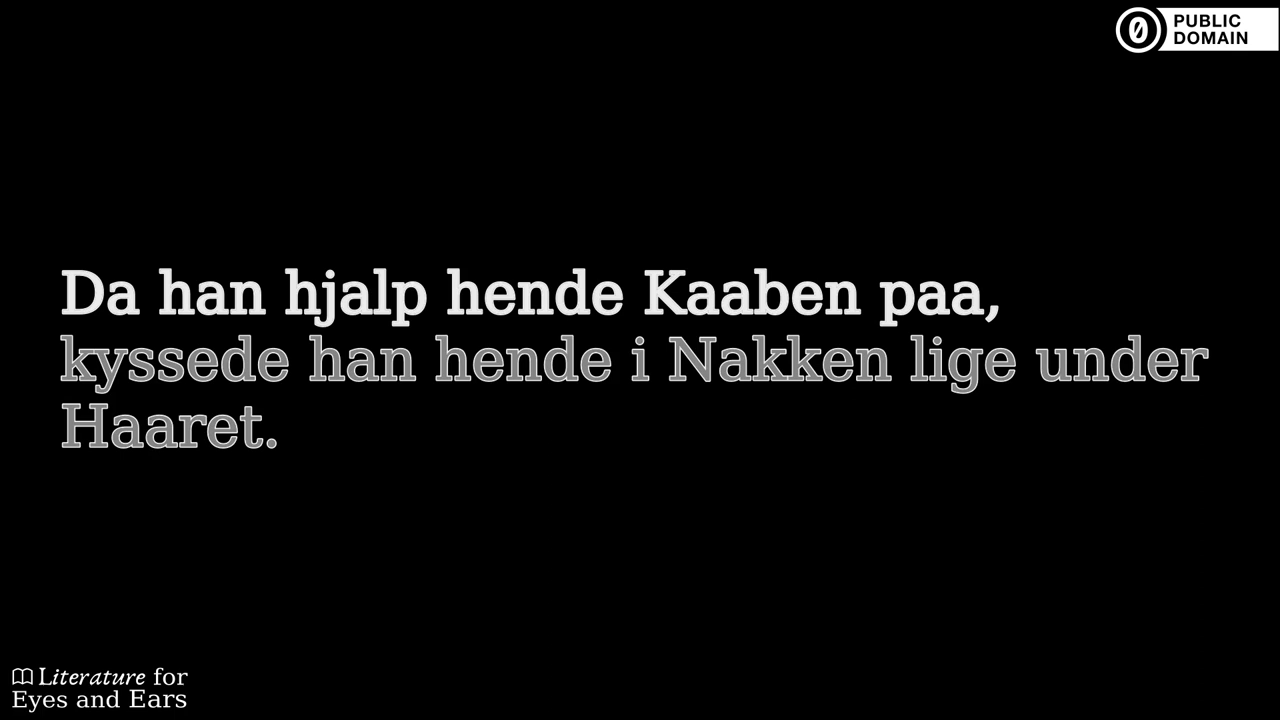 PUBLIC
DOMAIN
Da han hjalp hende Kaaben paa,
kyssede han hende i Nakken lige under
Haaret.
Literature for
Eyes and Ears